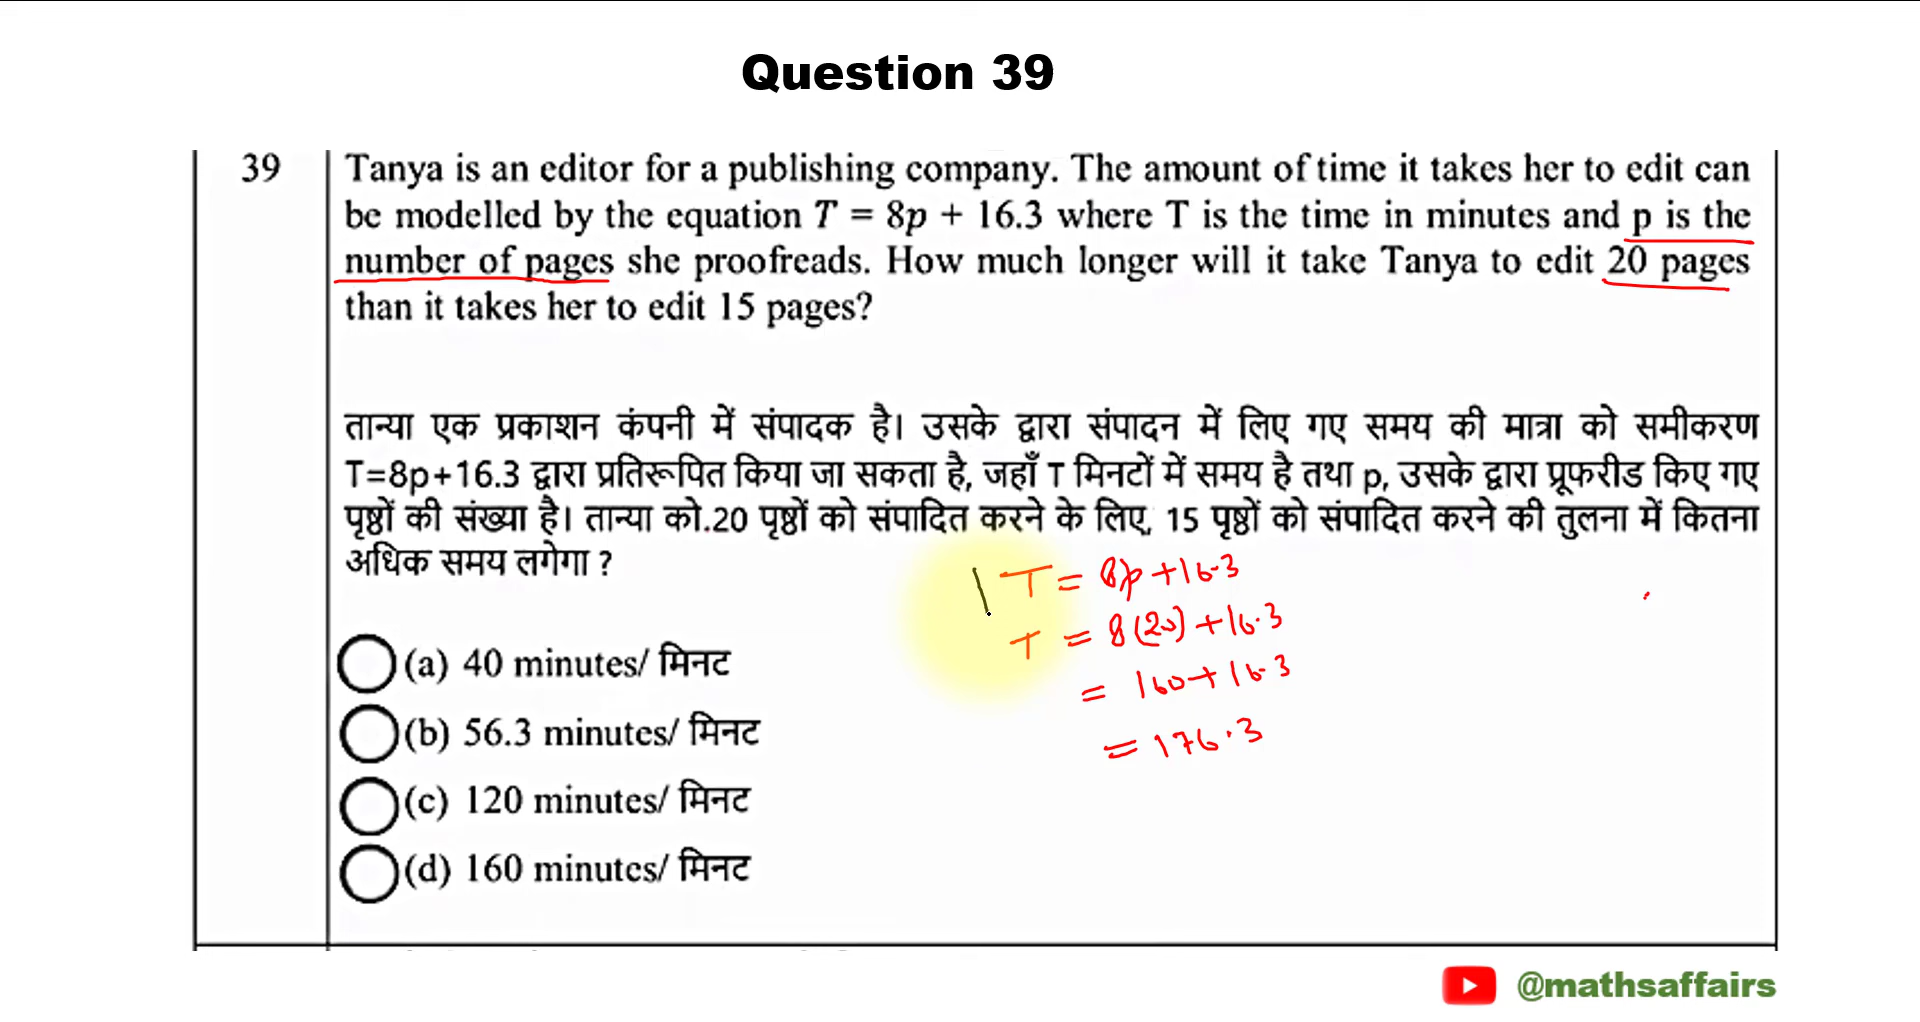 Question 39
39
Tanya is an editor for a publishing company. The amount of time it takes her to edit can
be modelled by the equation T = 8p + 16.3 where T is the time in minutes and p is the
number of pages she proofreads. How much longer will it take Tanya to edit 20 pages
than it takes her to edit 15 pages?
तान्या एक प्रकाशन कंपनी में संपादक है। उसके द्वारा संपादन में लिए गए समय की मात्रा को समीकरण
T=8p+16.3 द्वारा प्रतिरूपित किया जा सकता है, जहाँ T मिनटों में समय है तथा p, उसके द्वारा प्रूफरीड किए गए
पृष्ठों की संख्या है। तान्या को.20 पृष्ठों को संपादित करने के लिए, 15 पृष्ठों को संपादित करने की तुलना में कितना
अधिक समय लगेगा ?
T = 8p + 16.3
T = 8(20) + 16.3
= 160 + 16.3
= 176.3
(a) 40 minutes/ मिनट
(b) 56.3 minutes/ मिनट
(c) 120 minutes/ मिनट
(d) 160 minutes/ मिनट
@mathsaffairs